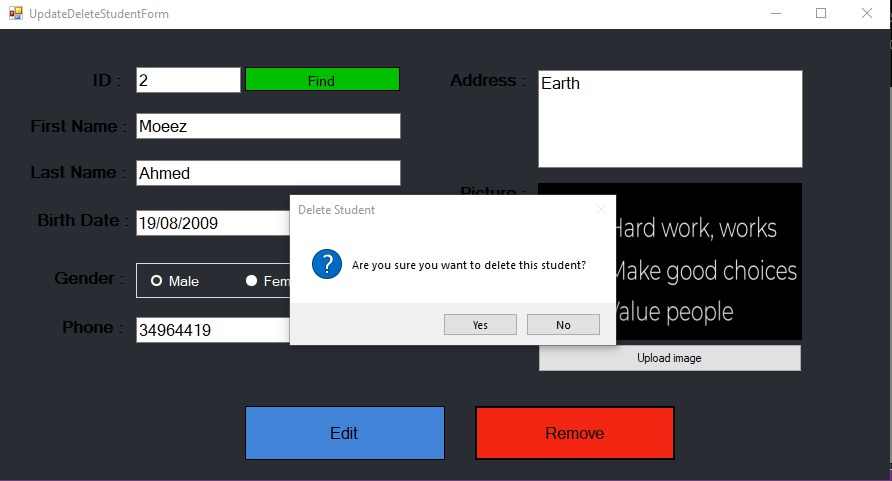 UpdateDeleteStudentForm
ID :
2
Find
First Name :
Moeez
Last Name :
Ahmed
Birth Date :
19/08/2009
Gender :
Male
Phone :
34964419
Address :
Earth
Picture :
Hard work, works
Make good choices
Value people
Upload image
Delete Student
?
Are you sure you want to delete this student?
Yes
No
Edit
Remove